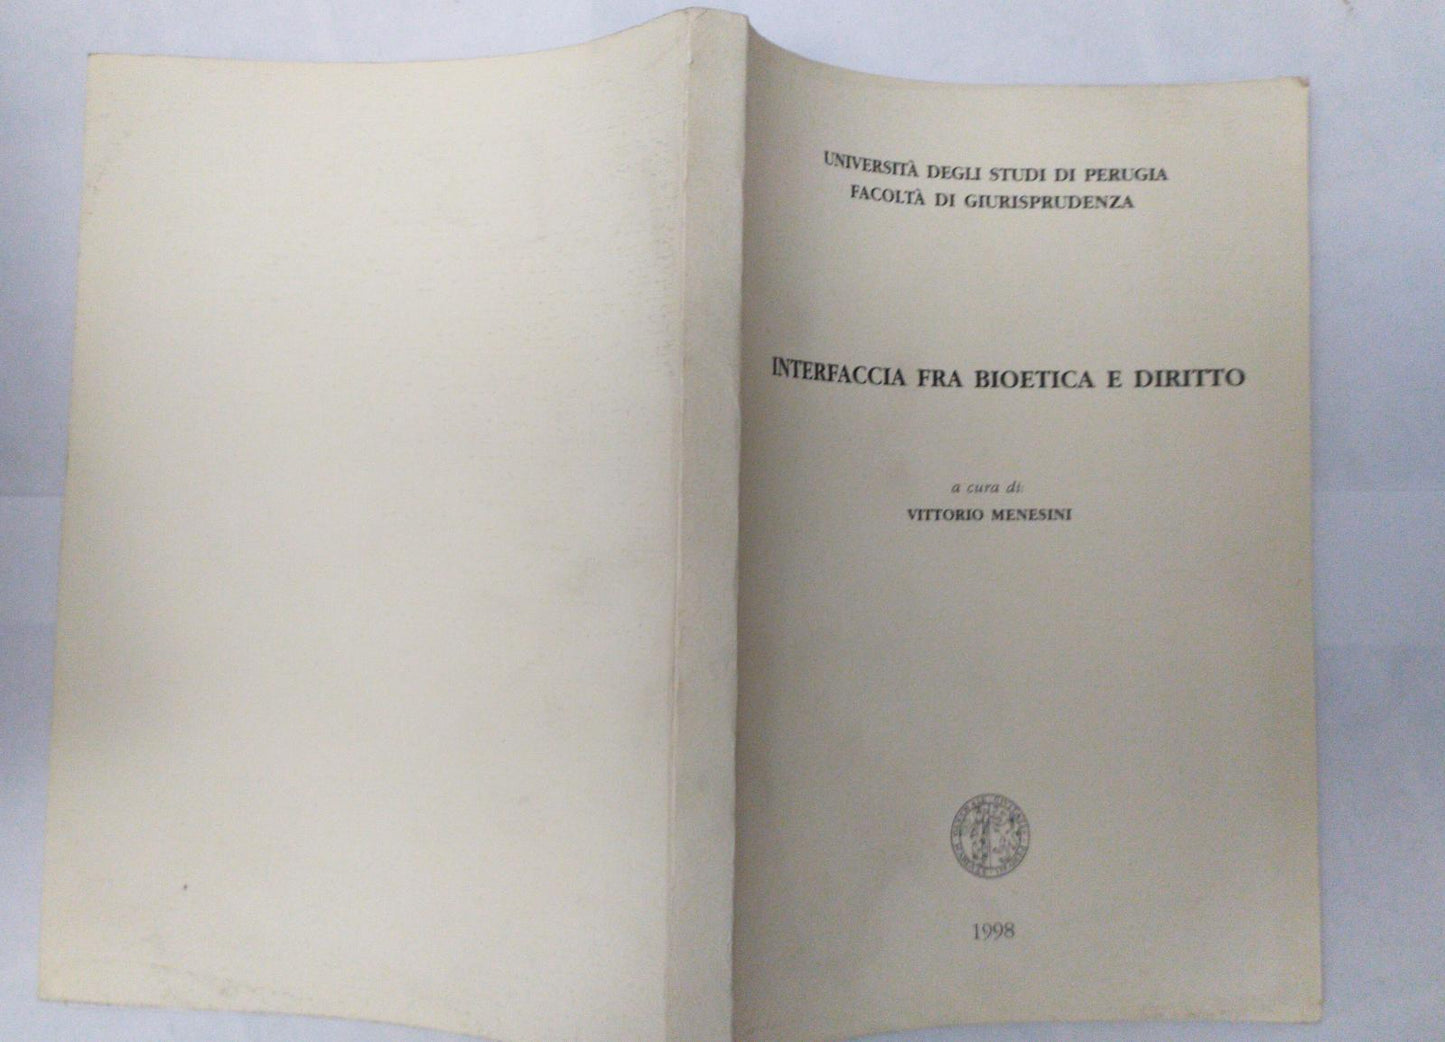 UNIVERSITÀ DEGLI STUDI DI PERUGIA
FACOLTÀ DI GIURISPRUDENZA
INTERFACCIA FRA BIOETICA E DIRITTO
a cura di:
VITTORIO MENESINI
1998